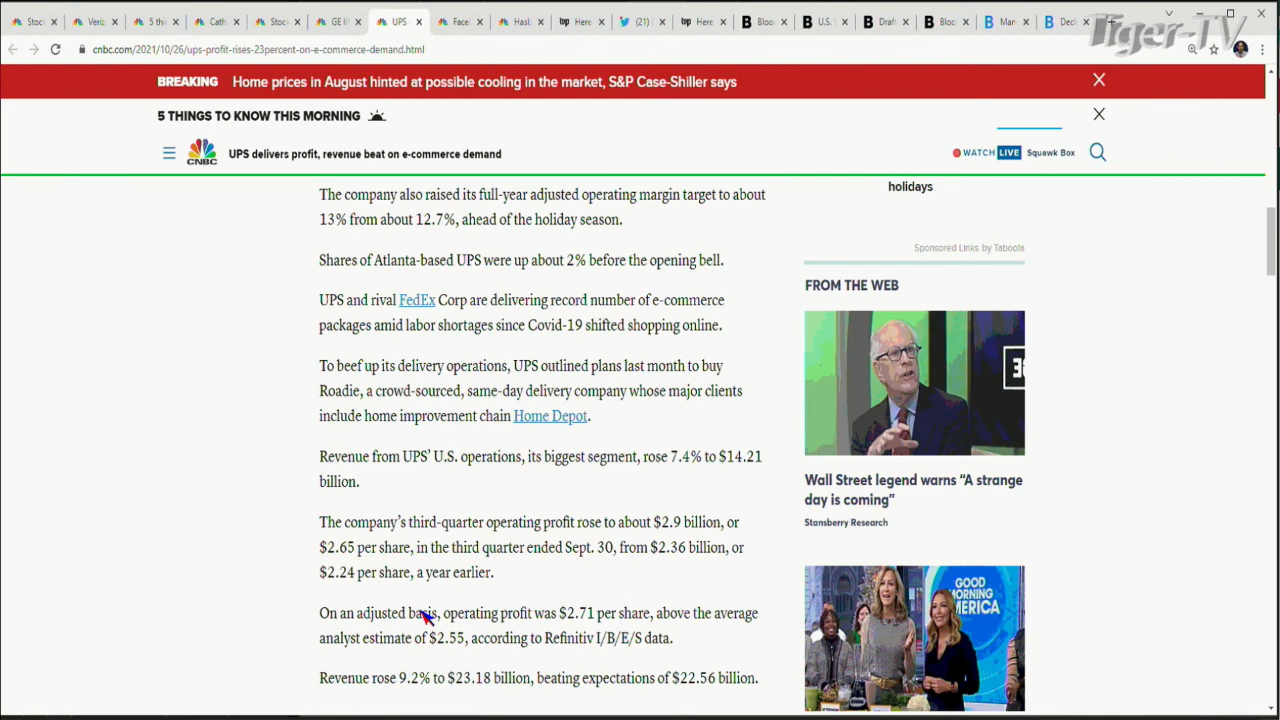 Stock
Veriz
5 thi
Cath
Stock
GE li
UPS
Facel
Hasb
top Here
(21)
top Here
B Bloo
B U.S.
B Draft
B Bloo
B Mar
B Decl
Tiger-TV
cnbc.com/2021/10/26/ups-profit-rises-23percent-on-e-commerce-demand.html
BREAKING Home prices in August hinted at possible cooling in the market, S&P Case-Shiller says
5 THINGS TO KNOW THIS MORNING
CNBC
UPS delivers profit, revenue beat on e-commerce demand
WATCH LIVE Squawk Box
The company also raised its full-year adjusted operating margin target to about
13% from about 12.7%, ahead of the holiday season.
Shares of Atlanta-based UPS were up about 2% before the opening bell.
UPS and rival FedEx Corp are delivering record number of e-commerce
packages amid labor shortages since Covid-19 shifted shopping online.
To beef up its delivery operations, UPS outlined plans last month to buy
Roadie, a crowd-sourced, same-day delivery company whose major clients
include home improvement chain Home Depot.
Revenue from UPS’ U.S. operations, its biggest segment, rose 7.4% to $14.21
billion.
The company’s third-quarter operating profit rose to about $2.9 billion, or
$2.65 per share, in the third quarter ended Sept. 30, from $2.36 billion, or
$2.24 per share, a year earlier.
On an adjusted basis, operating profit was $2.71 per share, above the average
analyst estimate of $2.55, according to Refinitiv I/B/E/S data.
Revenue rose 9.2% to $23.18 billion, beating expectations of $22.56 billion.
holidays
Sponsored Links by Taboola
FROM THE WEB
Wall Street legend warns “A strange
day is coming”
Stansberry Research
GOOD
MORNING
AMERICA